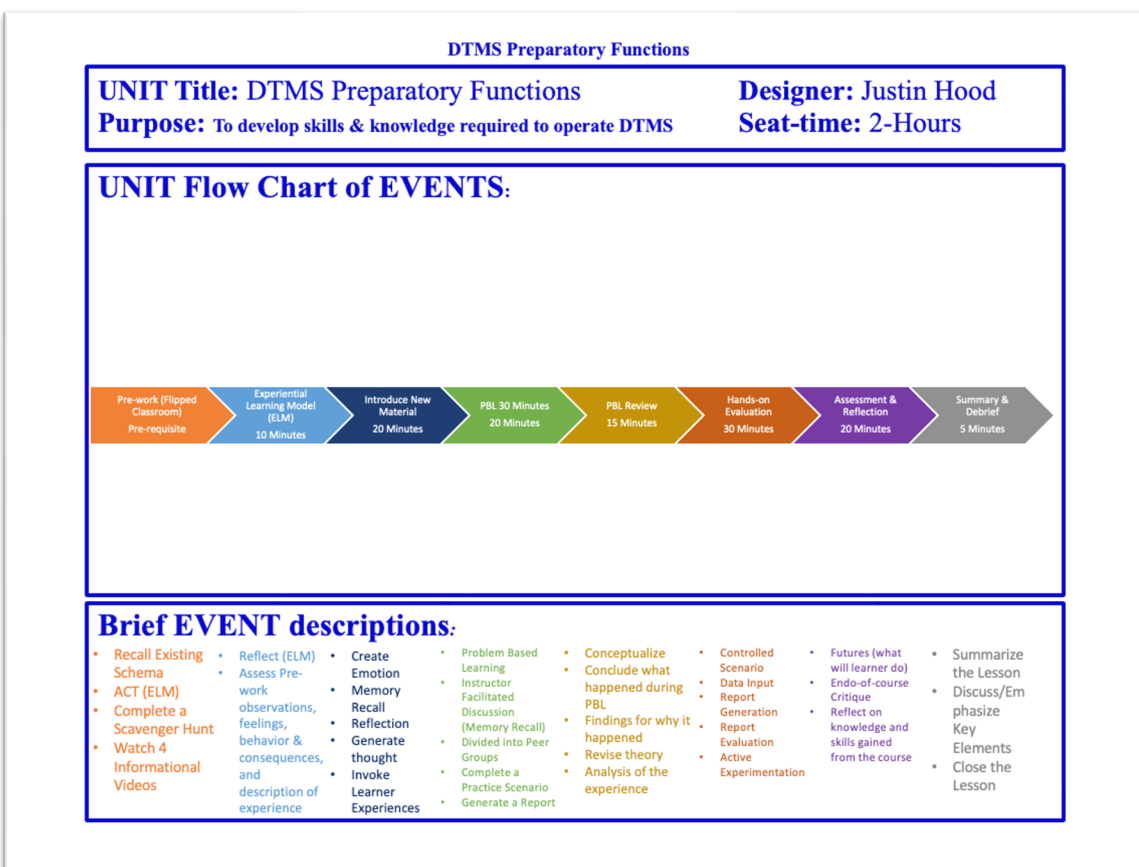 DTMS Preparatory Functions
UNIT Title: DTMS Preparatory Functions
Designer: Justin Hood
Purpose: To develop skills & knowledge required to operate DTMS
Seat-time: 2-Hours
UNIT Flow Chart of EVENTS:
Pre-work (Flipped
Classroom)
Pre-requisite
Experiential
Learning Model
(ELM)
10 Minutes
Introduce New
Material
20 Minutes
PBL 30 Minutes
20 Minutes
PBL Review
15 Minutes
Hands-on
Evaluation
30 Minutes
Assessment &
Reflection
20 Minutes
Summary &
Debrief
5 Minutes
Brief EVENT descriptions:
• Recall Existing
Schema
• ACT (ELM)
• Complete a
Scavenger Hunt
• Watch 4
Informational
Videos
• Reflect (ELM)
• Assess Pre-
work
observations,
feelings,
behavior &
consequences,
and
description of
experience
• Create
Emotion
• Memory
Recall
• Reflection
• Generate
thought
• Invoke
Learner
Experiences
• Problem Based
Learning
• Instructor
Facilitated
Discussion
(Memory Recall)
• Divided into Peer
Groups
• Complete a
Practice Scenario
• Generate a Report
• Conceptualize
• Conclude what
happened during
PBL
• Findings for why it
happened
• Revise theory
• Analysis of the
experience
• Controlled
Scenario
• Data Input
• Report
Generation
• Report
Evaluation
• Active
Experimentation
• Futures (what
will learner do)
• Endo-of-course
Critique
• Reflect on
knowledge and
skills gained
from the course
• Summarize
the Lesson
• Discuss/Em
phasize
Key
Elements
• Close the
Lesson